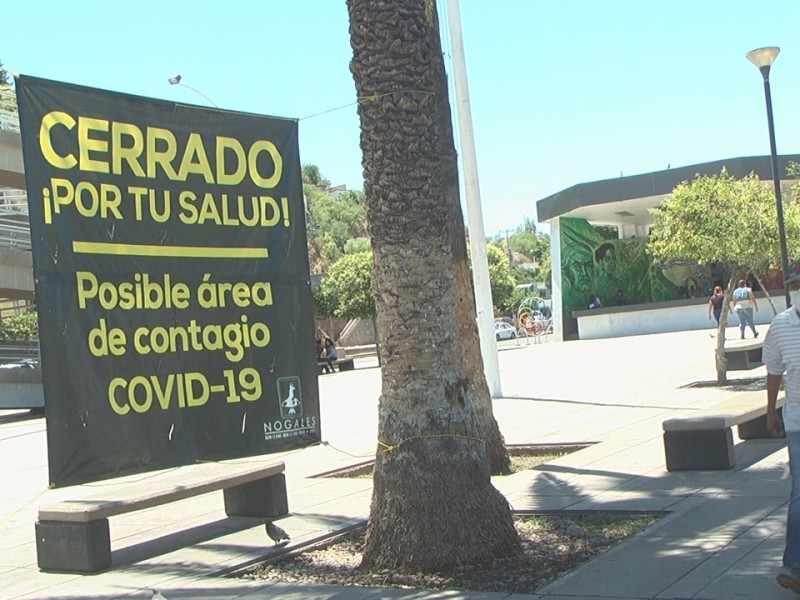 CERRADO
¡POR TU SALUD!
Posible área
de contagio
COVID-19
NOGALES